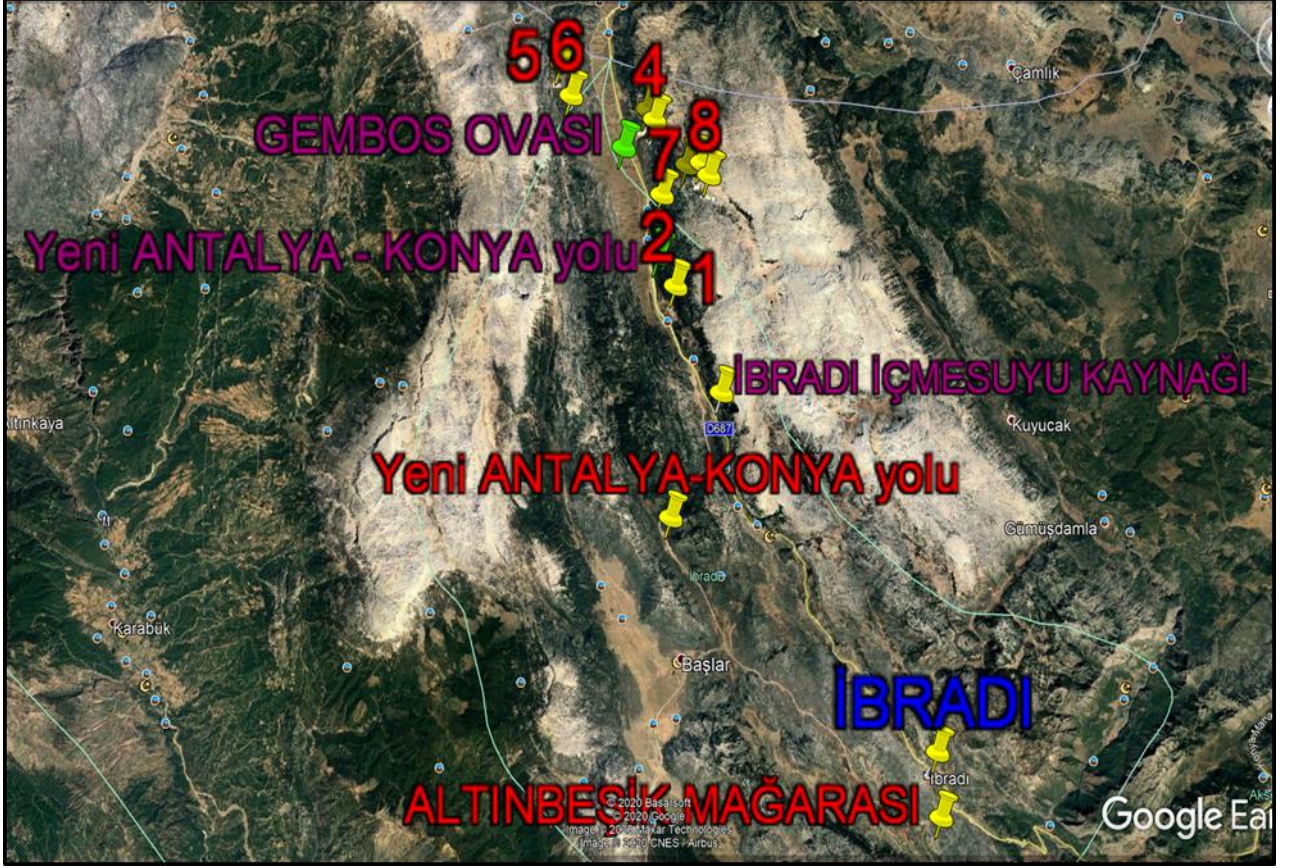 5 6
4
Çamlık
GEMBOS OVASI
8
7
Yeni ANTALYA - KONYA yolu
2
1
İBRADI İÇMESUYU KAYNAĞI
Kuyucak
D687
Yeni ANTALYA-KONYA yolu
Gümüşdamla
İbradı
Karabük
Başlar
İBRADI
İbradı
ALTINBEŞİK MAĞARASI
© 2020 Basarsoft
© 2020 Google
Image © 2020 Maxar Technologies
Image © 2020 CNES / Airbus
Google Ear